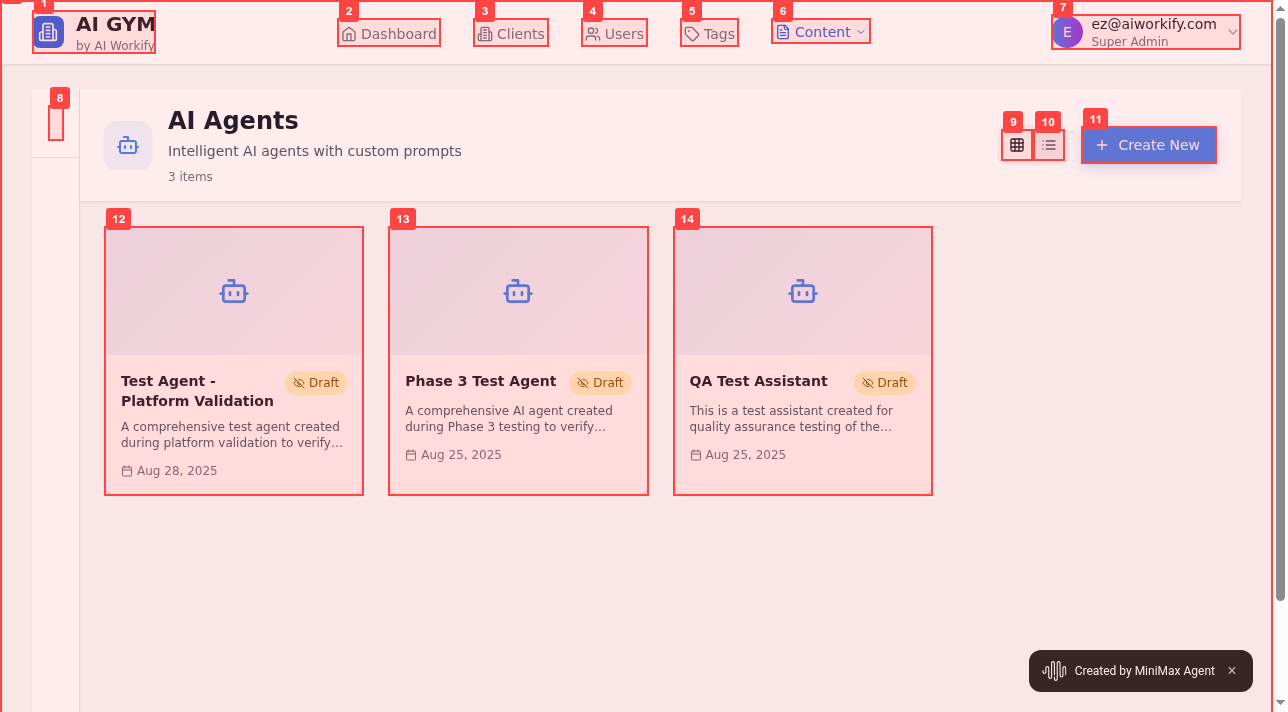 1
AI GYM
by AI Workify
2
Dashboard
3
Clients
4
Users
5
Tags
6
Content
7
E
ez@aiworkify.com
Super Admin
8
AI Agents
Intelligent AI agents with custom prompts
3 items
9
10
11
Create New
12
Test Agent -
Platform Validation
Draft
A comprehensive test agent created
during platform validation to verify...
Aug 28, 2025
13
Phase 3 Test Agent
Draft
A comprehensive AI agent created
during Phase 3 testing to verify...
Aug 25, 2025
14
QA Test Assistant
Draft
This is a test assistant created for
quality assurance testing of the...
Aug 25, 2025
Created by MiniMax Agent